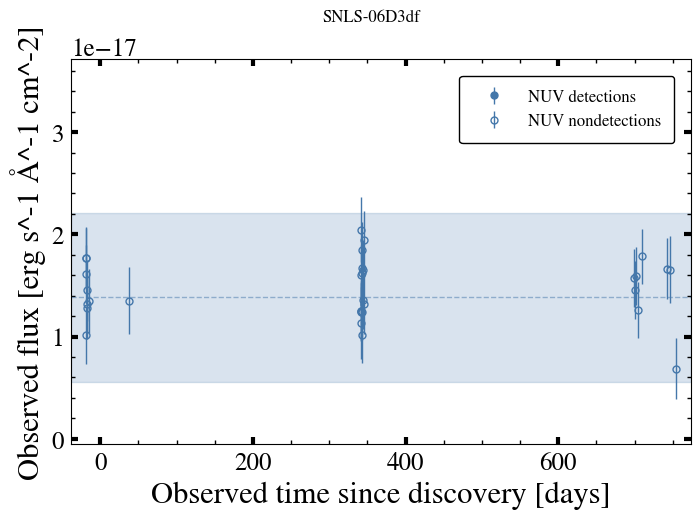 SNLS-06D3df
1e−17
Observed flux [erg s^-1 Å^-1 cm^-2]
3
2
1
0
NUV detections
NUV nondetections
0 200 400 600
Observed time since discovery [days]